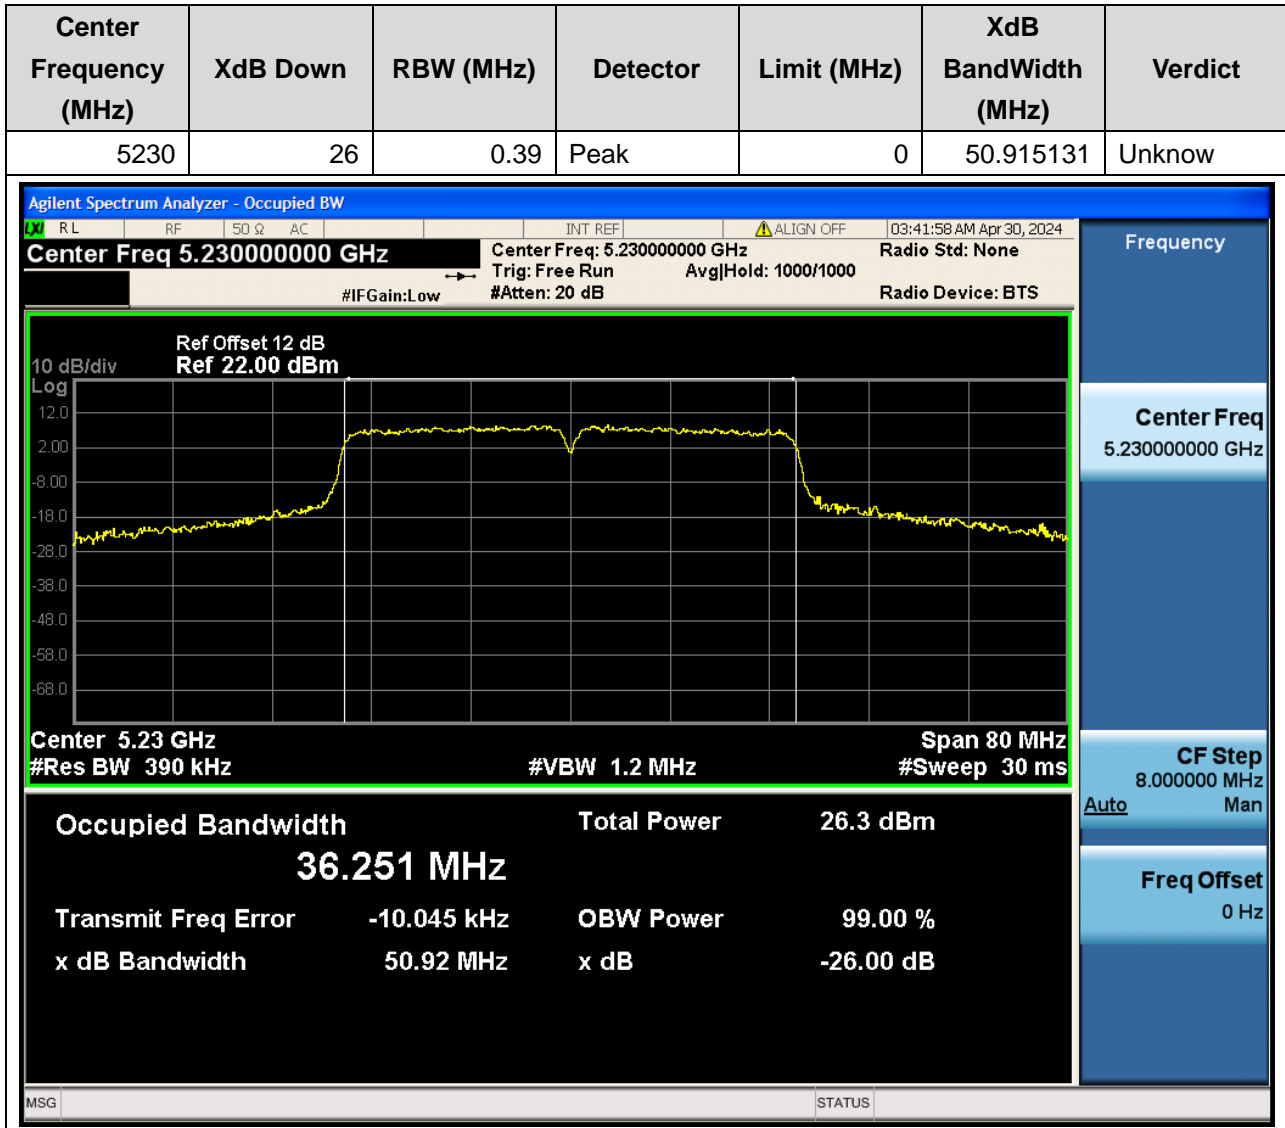 Center Frequency (MHz) XdB Down RBW (MHz) Detector Limit (MHz) XdB BandWidth (MHz) Verdict
5230 26 0.39 Peak 0 50.915131 Unknow
Agilent Spectrum Analyzer - Occupied BW
LXI RL RF 50 Ω AC INT REF ALIGN OFF 03:41:58 AM Apr 30, 2024
Center Freq 5.230000000 GHz
#IFGain:Low
Center Freq: 5.230000000 GHz
Trig: Free Run Avg|Hold: 1000/1000
#Atten: 20 dB
Radio Std: None
Radio Device: BTS
Ref Offset 12 dB
10 dB/div Ref 22.00 dBm
Log
12.0
2.00
-8.00
-18.0
-28.0
-38.0
-48.0
-58.0
-68.0
Center 5.23 GHz Span 80 MHz
#Res BW 390 kHz #VBW 1.2 MHz #Sweep 30 ms
Occupied Bandwidth Total Power 26.3 dBm
36.251 MHz
Transmit Freq Error -10.045 kHz OBW Power 99.00 %
x dB Bandwidth 50.92 MHz x dB -26.00 dB
Frequency
Center Freq
5.230000000 GHz
CF Step
8.000000 MHz
Auto Man
Freq Offset
0 Hz
MSG STATUS